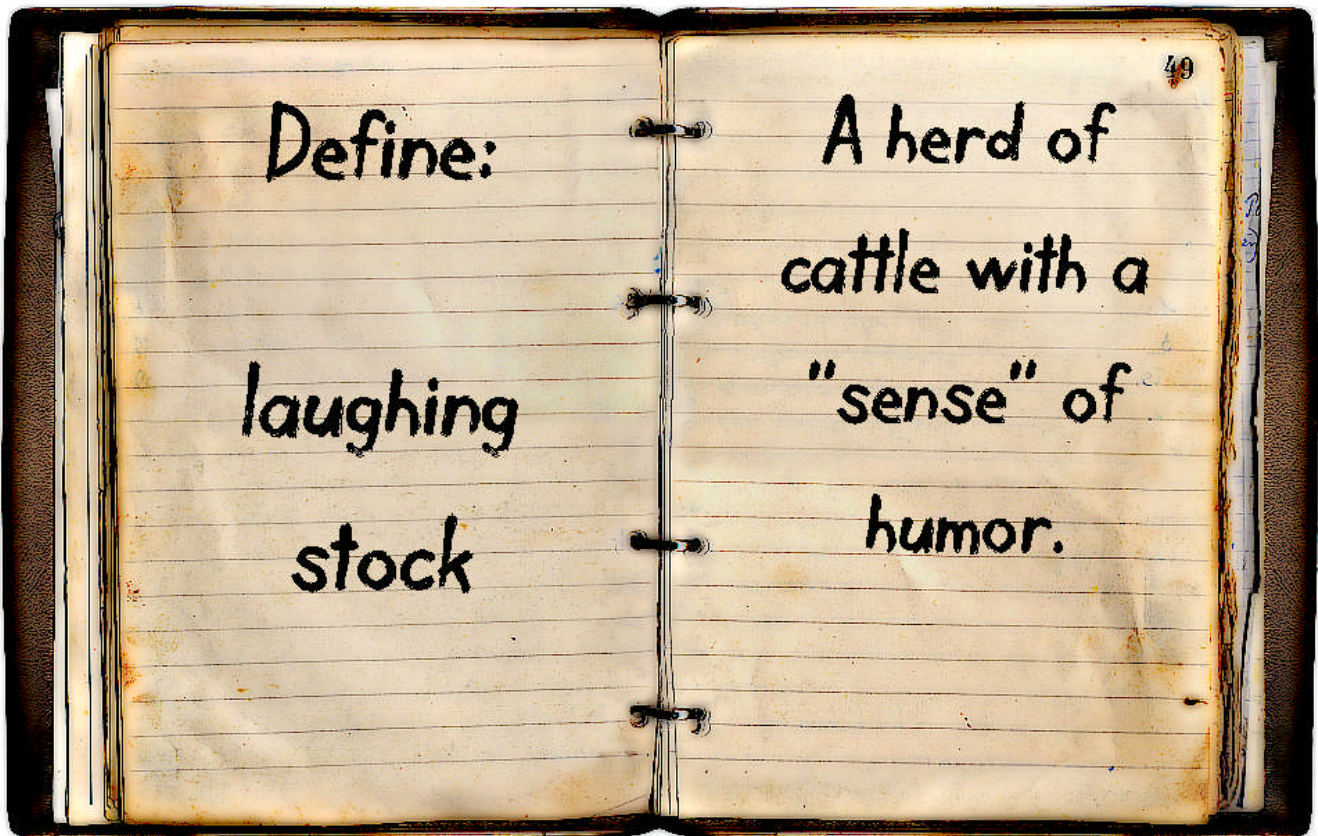 Define:
laughing
stock
49
A herd of
cattle with a
"sense" of
humor.